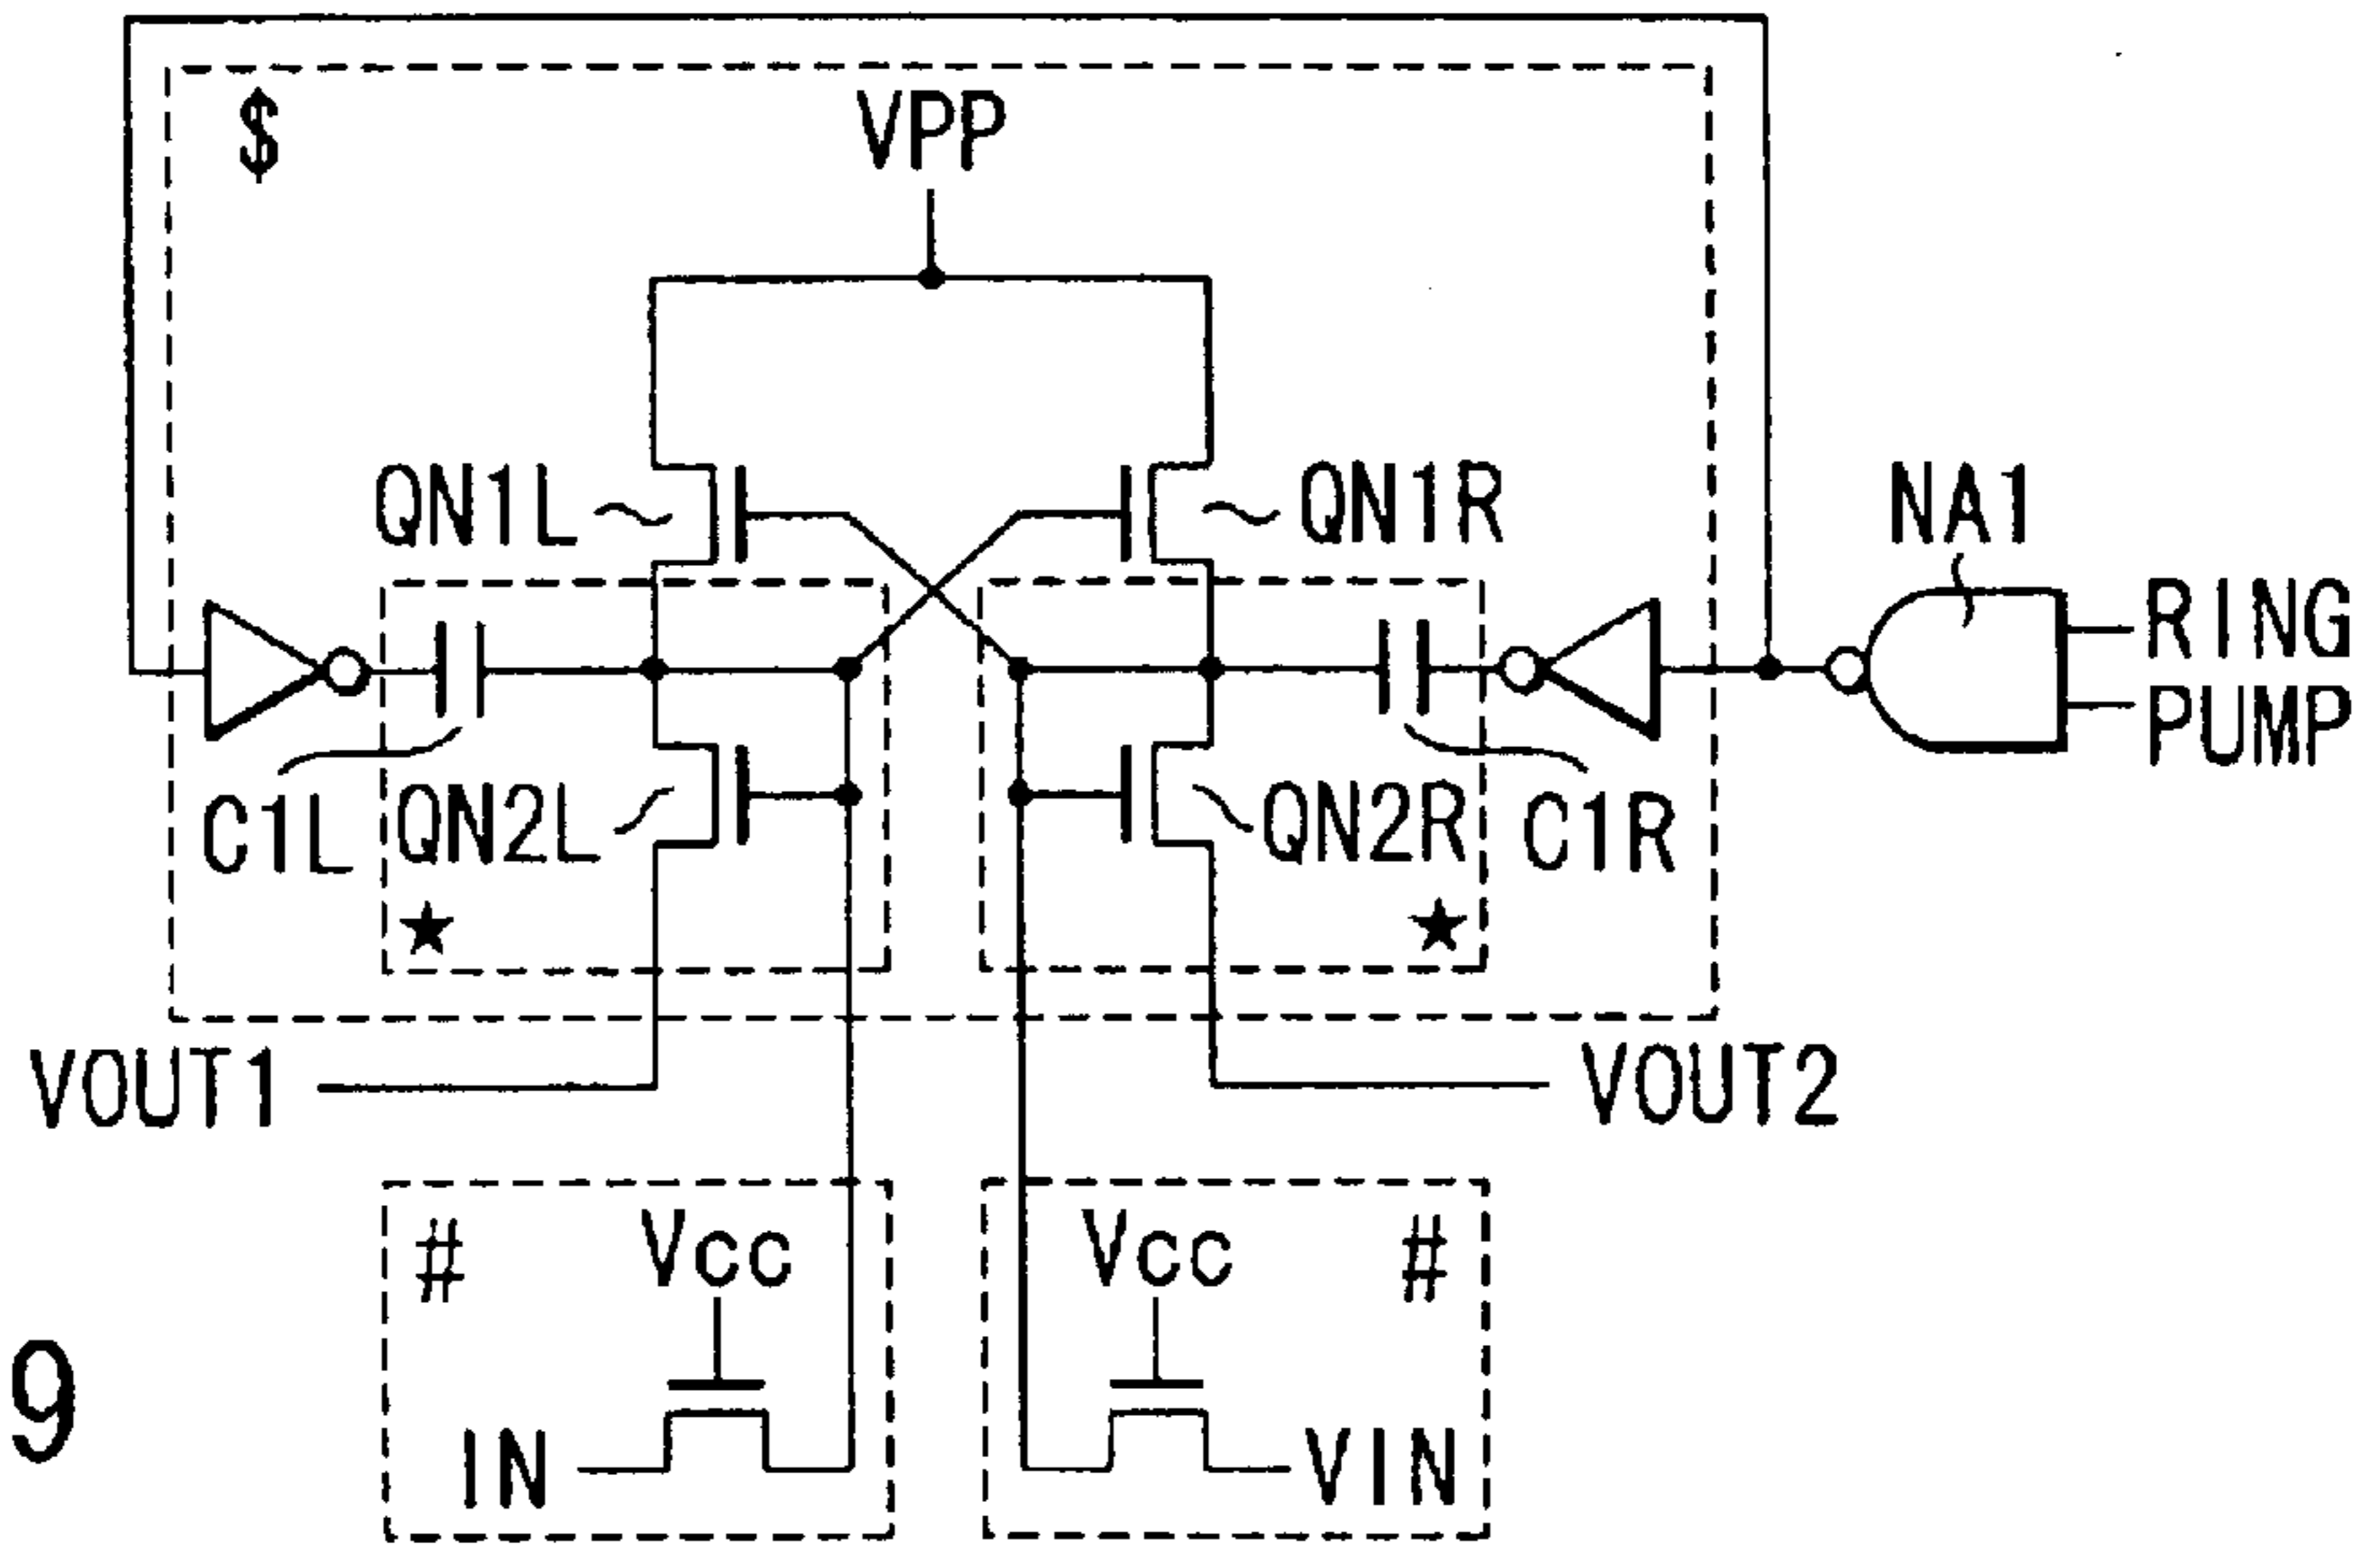 $
VPP
QN1L
QN1R
NA1
RING
PUMP
C1L
QN2L
QN2R
C1R
★
★
VOUT1
VOUT2
#
Vcc
Vcc
#
IN
VIN
9